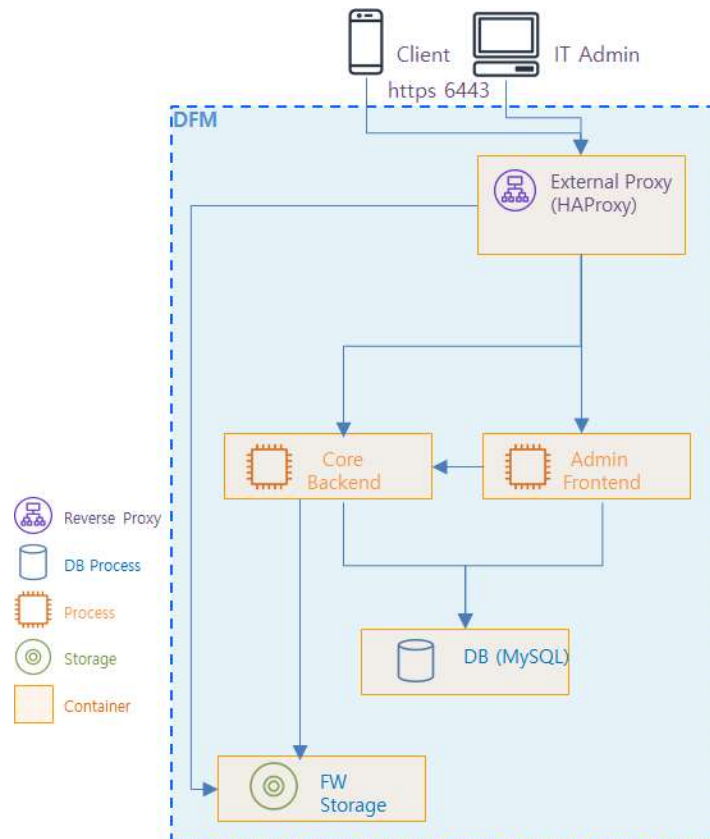 Client
IT Admin
https 6443
DFM
External Proxy
(HAProxy)
Core
Backend
Admin
Frontend
Reverse Proxy
DB Process
Process
Storage
Container
DB (MySQL)
FW
Storage